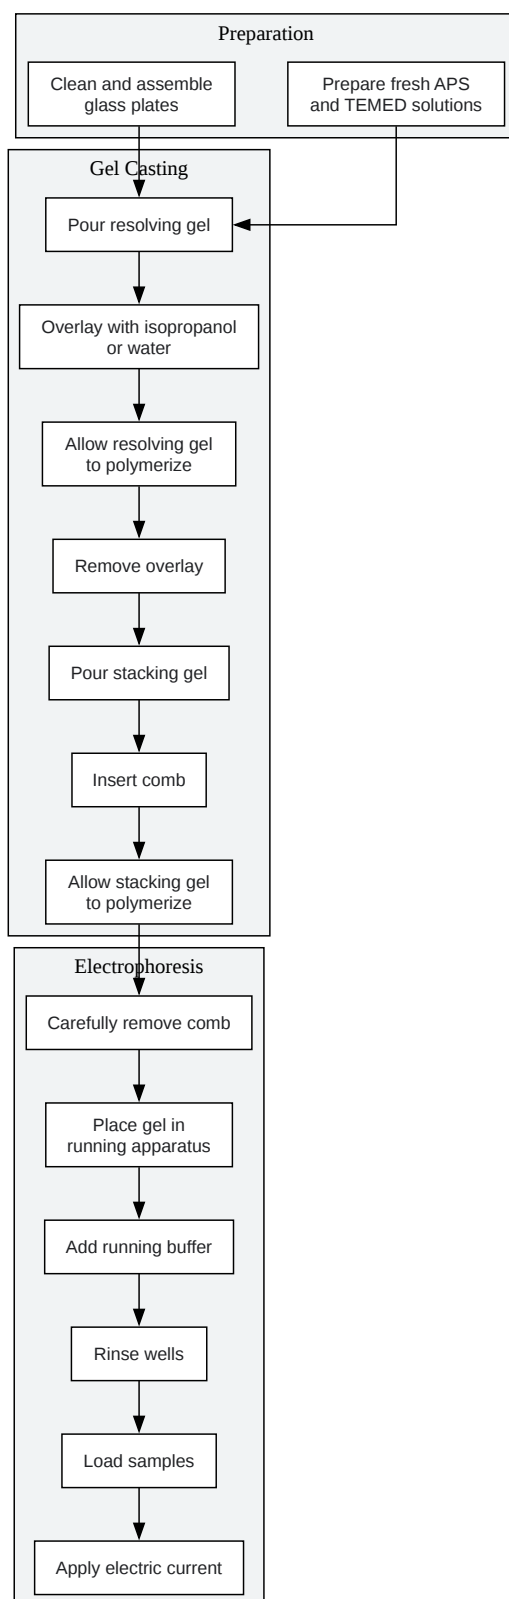 Preparation
Clean and assemble
glass plates
Prepare fresh APS
and TEMED solutions
Gel Casting
Pour resolving gel
Overlay with isopropanol
or water
Allow resolving gel
to polymerize
Remove overlay
Pour stacking gel
Insert comb
Allow stacking gel
to polymerize
Electrophoresis
Carefully remove comb
Place gel in
running apparatus
Add running buffer
Rinse wells
Load samples
Apply electric current